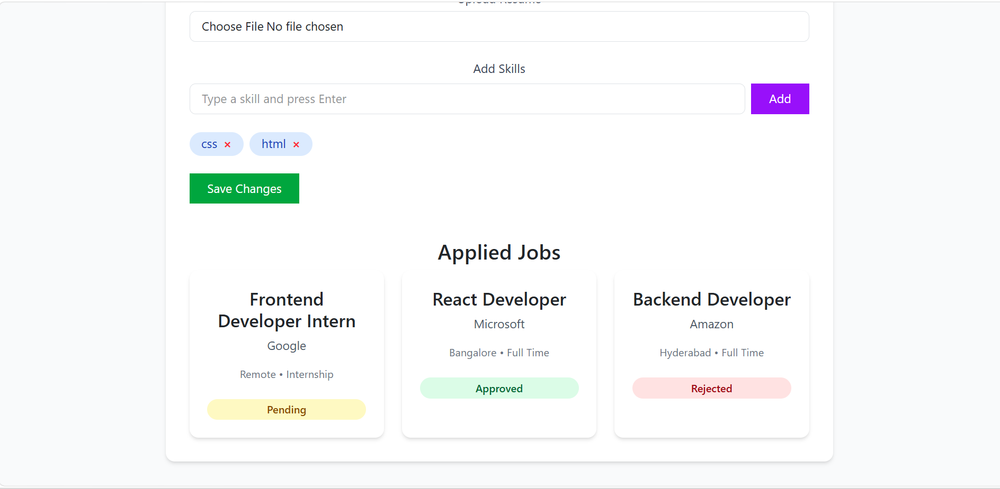 Upload Resume
Choose File No file chosen
Add Skills
Type a skill and press Enter
Add
css ×
html ×
Save Changes
Applied Jobs
Frontend
Developer Intern
Google
Remote • Internship
Pending
React Developer
Microsoft
Bangalore • Full Time
Approved
Backend Developer
Amazon
Hyderabad • Full Time
Rejected